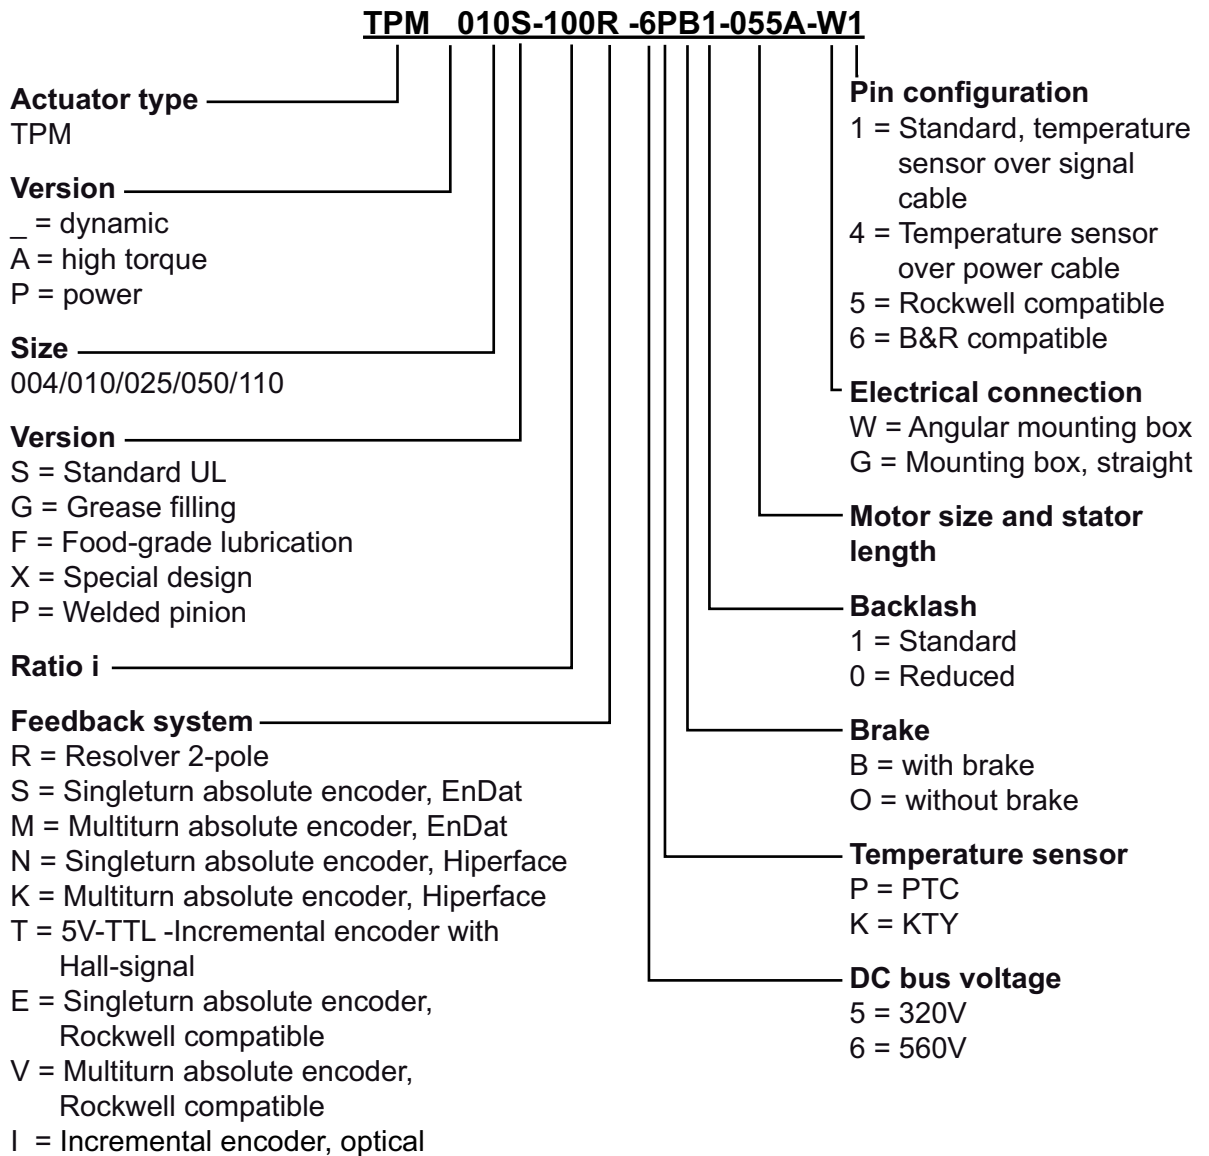 TPM_ 010S-100R -6PB1-055A-W1
Actuator type
TPM
Version
_ = dynamic
A = high torque
P = power
Size
004/010/025/050/110
Version
S = Standard UL
G = Grease filling
F = Food-grade lubrication
X = Special design
P = Welded pinion
Ratio i
Feedback system
R = Resolver 2-pole
S = Singleturn absolute encoder, EnDat
M = Multiturn absolute encoder, EnDat
N = Singleturn absolute encoder, Hiperface
K = Multiturn absolute encoder, Hiperface
T = 5V-TTL -Incremental encoder with
Hall-signal
E = Singleturn absolute encoder,
Rockwell compatible
V = Multiturn absolute encoder,
Rockwell compatible
I = Incremental encoder, optical
Pin configuration
1 = Standard, temperature
sensor over signal
cable
4 = Temperature sensor
over power cable
5 = Rockwell compatible
6 = B&R compatible
Electrical connection
W = Angular mounting box
G = Mounting box, straight
Motor size and stator
length
Backlash
1 = Standard
0 = Reduced
Brake
B = with brake
O = without brake
Temperature sensor
P = PTC
K = KTY
DC bus voltage
5 = 320V
6 = 560V